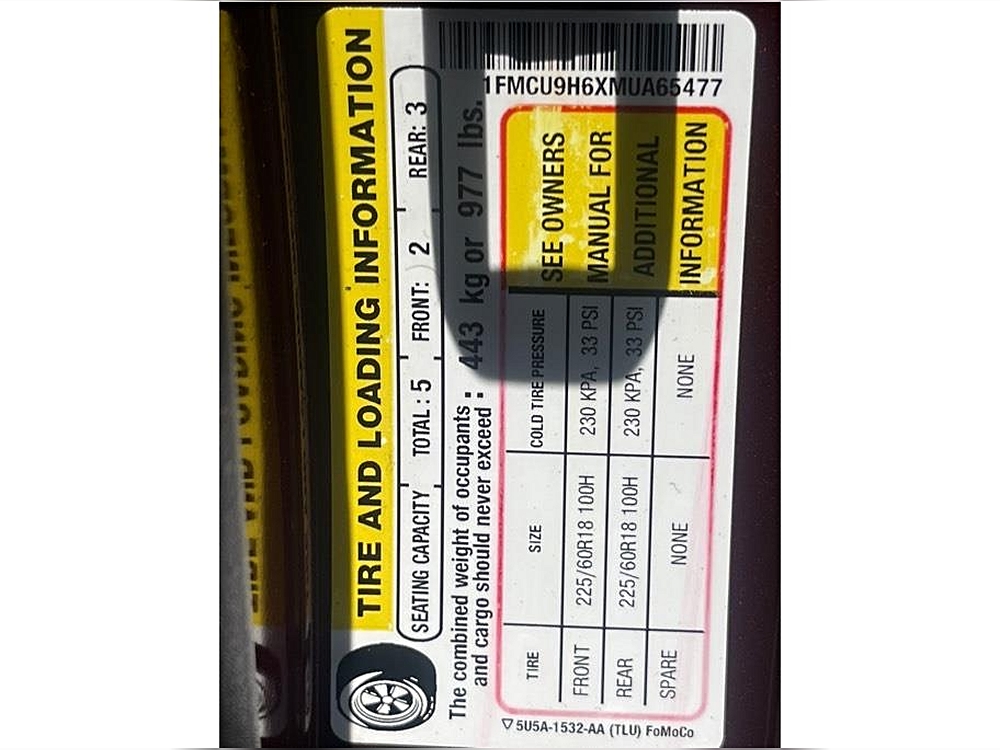 TIRE AND LOADING INFORMATION
SEATING CAPACITY TOTAL : 5 FRONT: 2 REAR: 3
The combined weight of occupants
and cargo should never exceed : 443 kg or 977 lbs.
TIRE SIZE COLD TIRE PRESSURE
FRONT 225/60R18 100H 230 KPA, 33 PSI
REAR 225/60R18 100H 230 KPA, 33 PSI
SPARE NONE NONE
SEE OWNERS
MANUAL FOR
ADDITIONAL
INFORMATION
5U5A-1532-AA (TLU) FoMoCo
1FMCU9H6XMUA65477